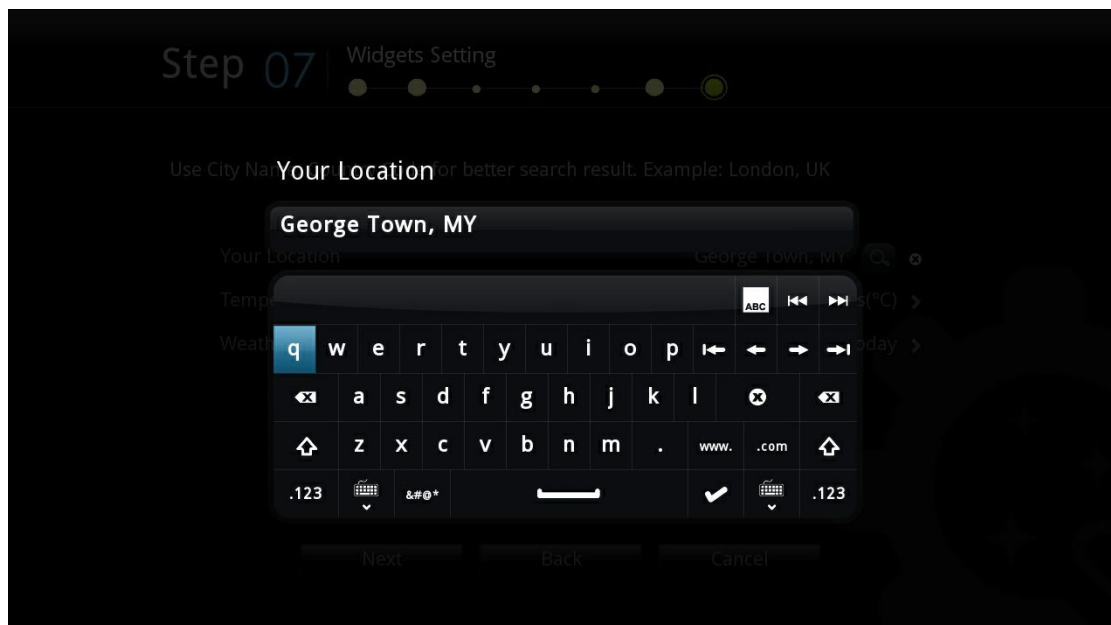 Step 07 Widgets Setting
Use City Nam for better search result. Example: London, UK
Your Location
George Town, MY
Your Location George Town, MY
Temp s(°C)
Weath oday
ABC
q w e r t y u i o p
a s d f g h j k l
z x c v b n m . www. .com
.123 &#@* .123
Next Back Cancel